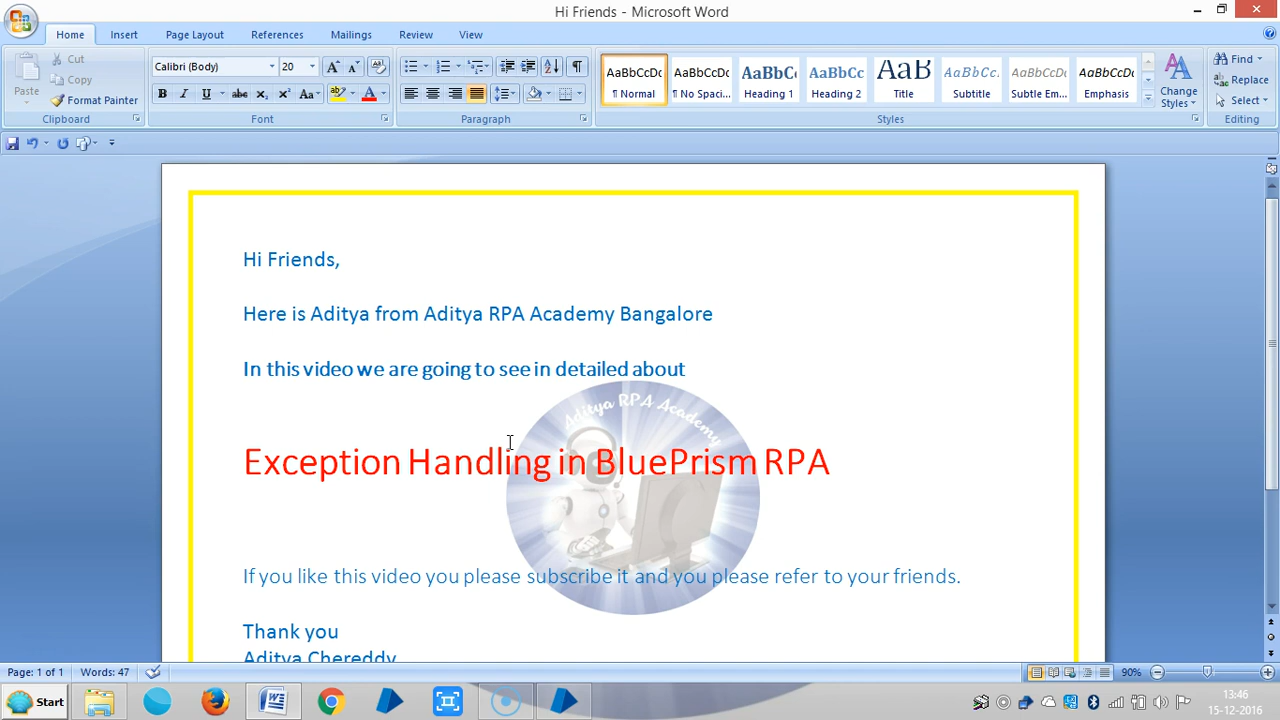 Hi Friends - Microsoft Word
Home Insert Page Layout References Mailings Review View
Cut
Copy
Format Painter
Paste
Clipboard
Calibri (Body) 20
B I U abc X₂ X² Aa
Font
Paragraph
AaBbCcDc AaBbCcDc AaBbC AaBbCc AaB AaBbCc. AaBbCcDc AaBbCcDc
¶ Normal ¶ No Spaci... Heading 1 Heading 2 Title Subtitle Subtle Em... Emphasis
Change Styles
Styles
Find
Replace
Select
Editing
Hi Friends,
Here is Aditya from Aditya RPA Academy Bangalore
In this video we are going to see in detailed about
Aditya RPA Academy
Exception Handling in BluePrism RPA
If you like this video you please subscribe it and you please refer to your friends.
Thank you
Aditya Chereddy
Page: 1 of 1 Words: 47 90%
Start 13:46
15-12-2016